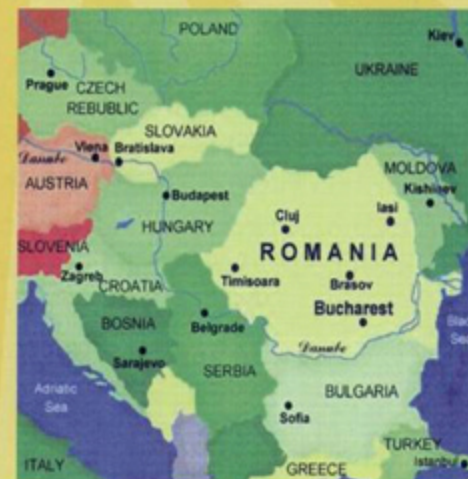 POLAND
Kiev
UKRAINE
Prague
CZECH
REBUBLIC
SLOVAKIA
Viena
Bratislava
Danube
MOLDOVA
AUSTRIA
Kishinev
Budapest
Iasi
Cluj
HUNGARY
ROMANIA
SLOVENIA
Zagreb
Timisoara
Brasov
CROATIA
Bucharest
BOSNIA
Belgrade
Danube
Sarajevo
SERBIA
Adriatic
Sea
BULGARIA
Sofia
TURKEY
Istanbul
ITALY
GREECE